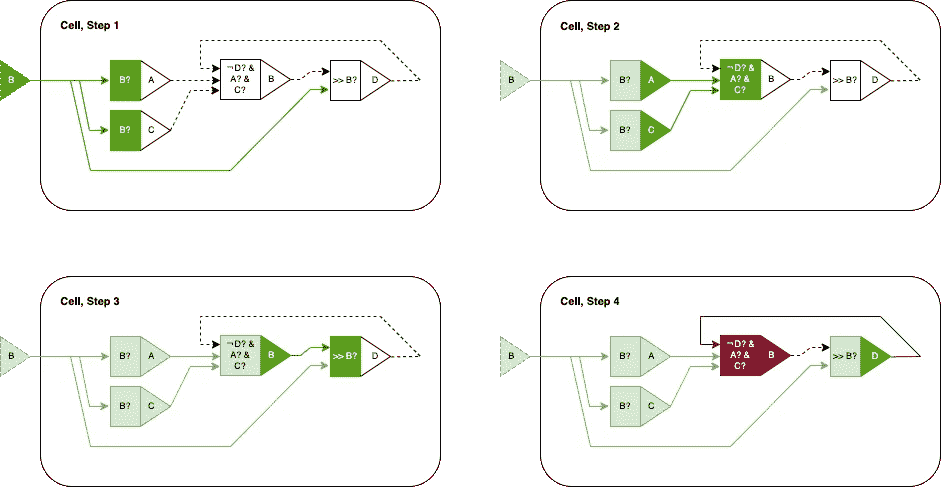 Cell, Step 1
B
B?
A
B?
C
¬ D? &
A? &
C?
B
>> B?
D
Cell, Step 2
B
B?
A
B?
C
¬ D? &
A? &
C?
B
>> B?
D
Cell, Step 3
B
B?
A
B?
C
¬ D? &
A? &
C?
B
>> B?
D
Cell, Step 4
B
B?
A
B?
C
¬ D? &
A? &
C?
B
>> B?
D